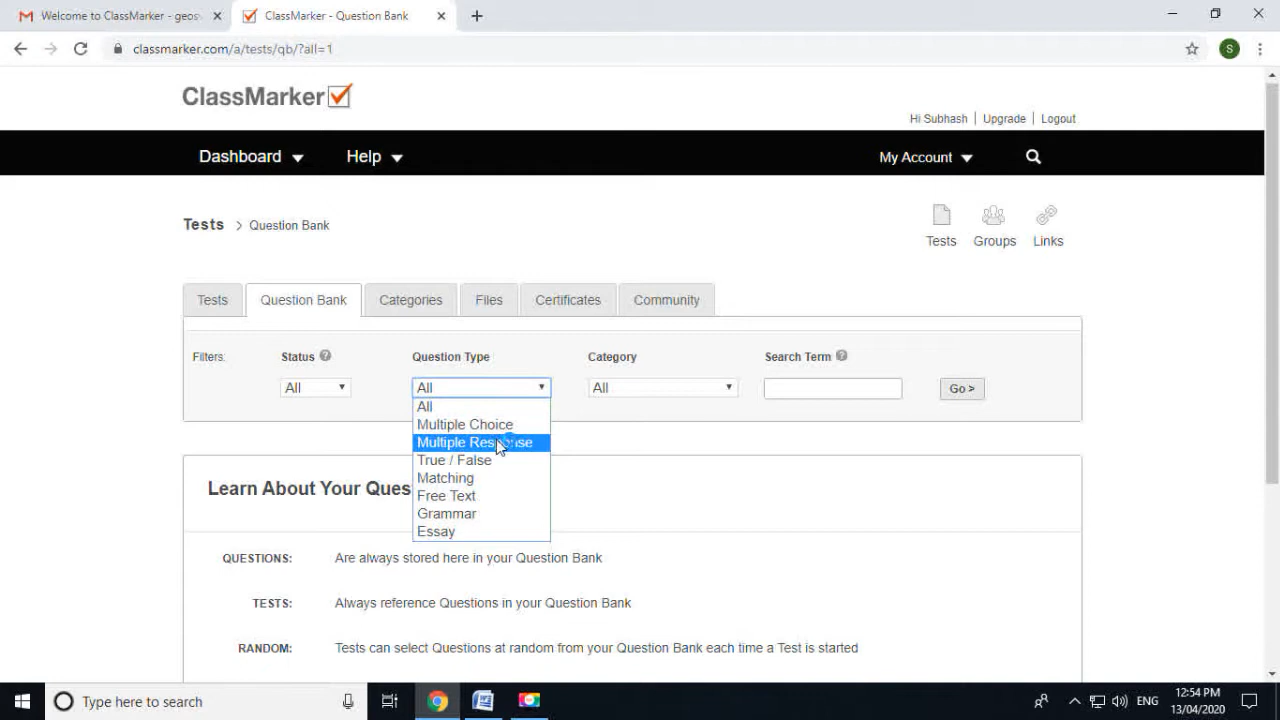 Welcome to ClassMarker - geos
ClassMarker - Question Bank
classmarker.com/a/tests/qb/?all=1
S
ClassMarker
Hi Subhash | Upgrade | Logout
Dashboard Help My Account
Tests > Question Bank
Tests Groups Links
Tests Question Bank Categories Files Certificates Community
Filters: Status ? Question Type Category Search Term ?
All All All Go >
All
Multiple Choice
Multiple Response
True / False
Matching
Free Text
Grammar
Essay
Learn About Your Ques
QUESTIONS: Are always stored here in your Question Bank
TESTS: Always reference Questions in your Question Bank
RANDOM: Tests can select Questions at random from your Question Bank each time a Test is started
Type here to search
ENG
12:54 PM
13/04/2020